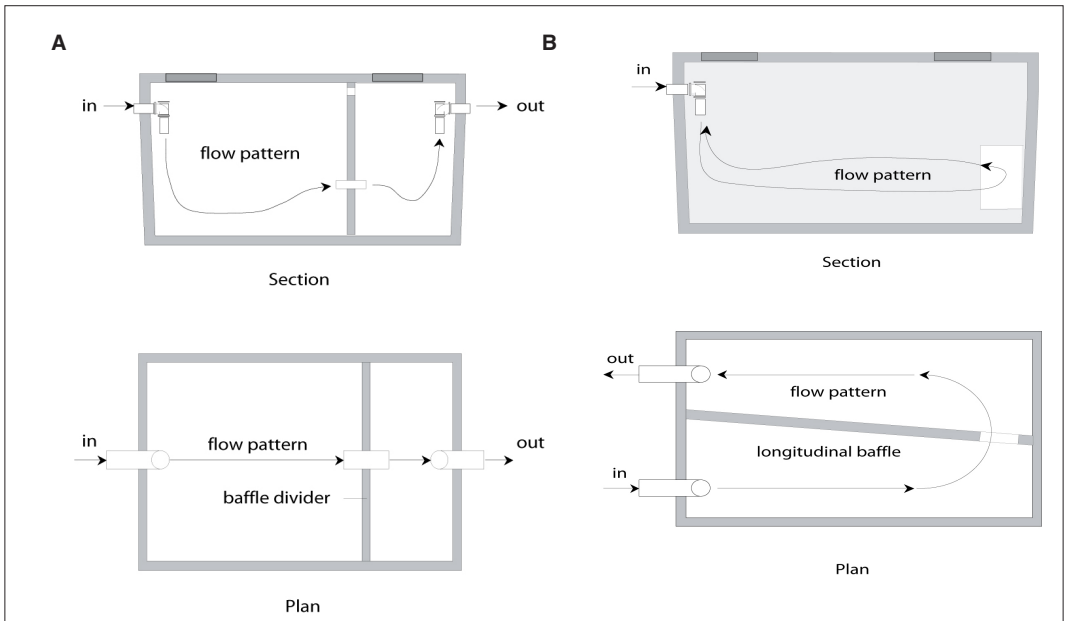 A
in
out
flow pattern
Section
in
flow pattern
out
baffle divider
Plan
B
in
flow pattern
Section
out
flow pattern
longitudinal baffle
in
Plan